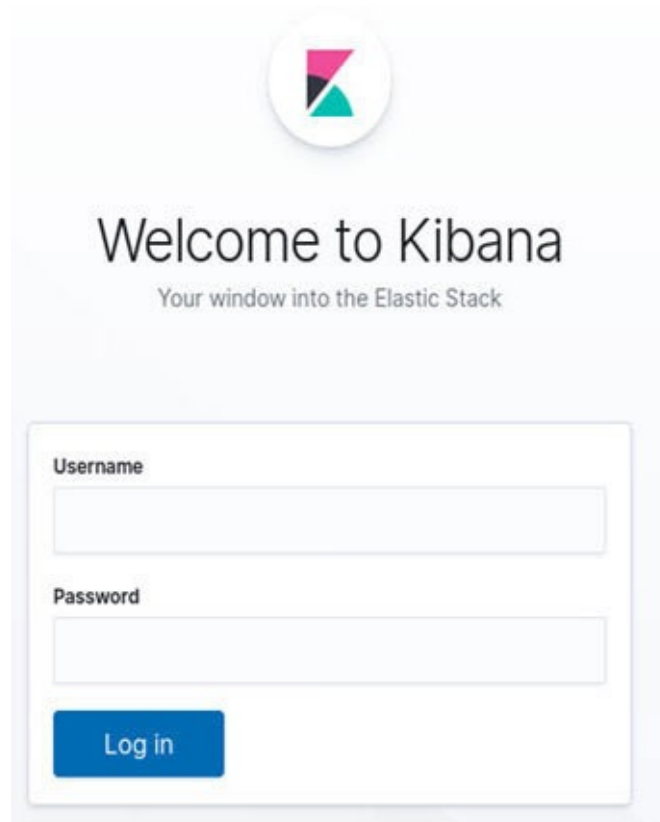 Welcome to Kibana
Your window into the Elastic Stack
Username
Password
Log in